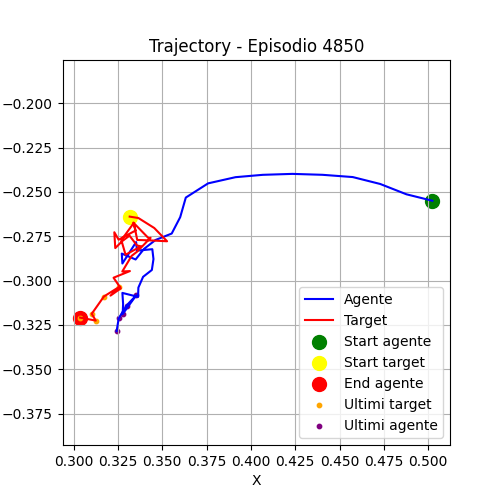 Trajectory - Episodio 4850
−0.200
−0.225
−0.250
−0.275
−0.300
−0.325
−0.350
−0.375
0.300 0.325 0.350 0.375 0.400 0.425 0.450 0.475 0.500
X
Agente
Target
Start agente
Start target
End agente
Ultimi target
Ultimi agente